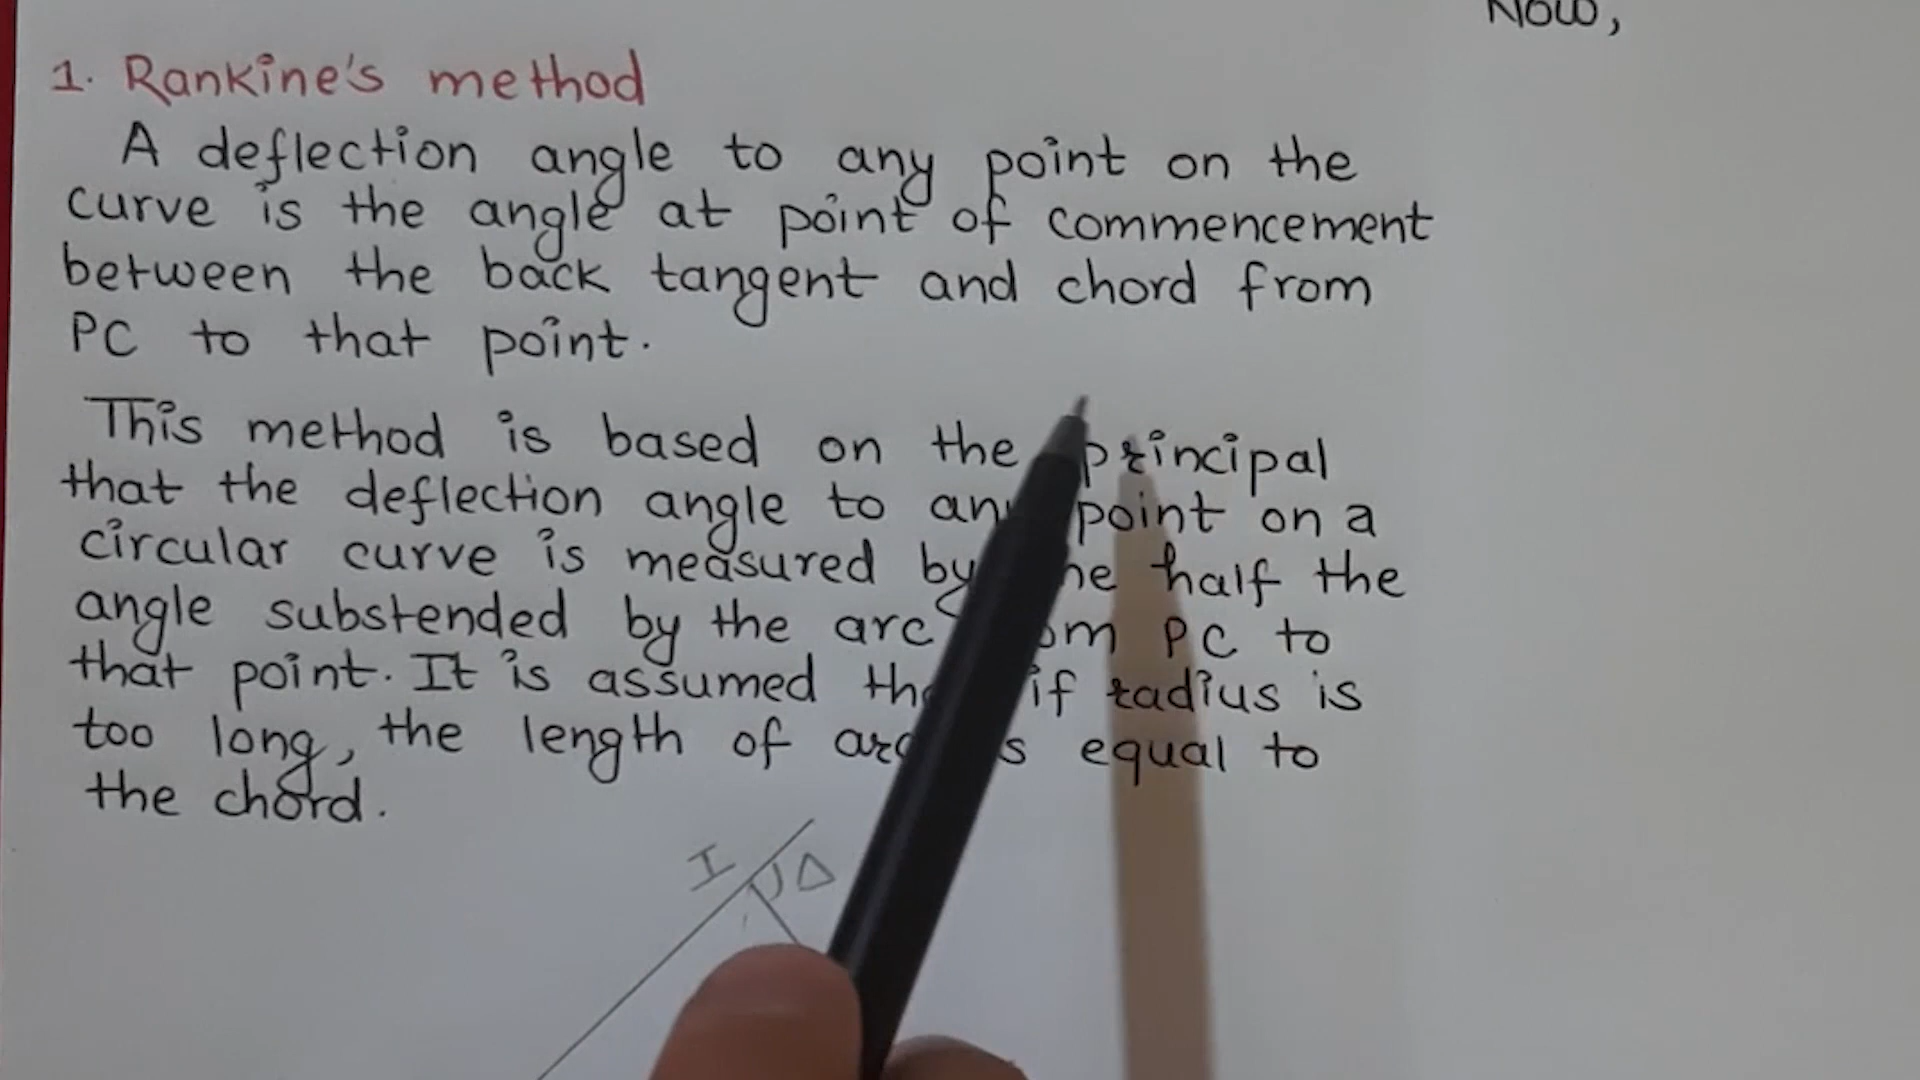 Now,
1. Rankine's method
A deflection angle to any point on the
curve is the angle at point of commencement
between the back tangent and chord from
PC to that point.
This method is based on the principal
that the deflection angle to any point on a
circular curve is measured by the half the
angle substended by the arc from PC to
that point. It is assumed that if radius is
too long, the length of arc is equal to
the chord.
I Δ